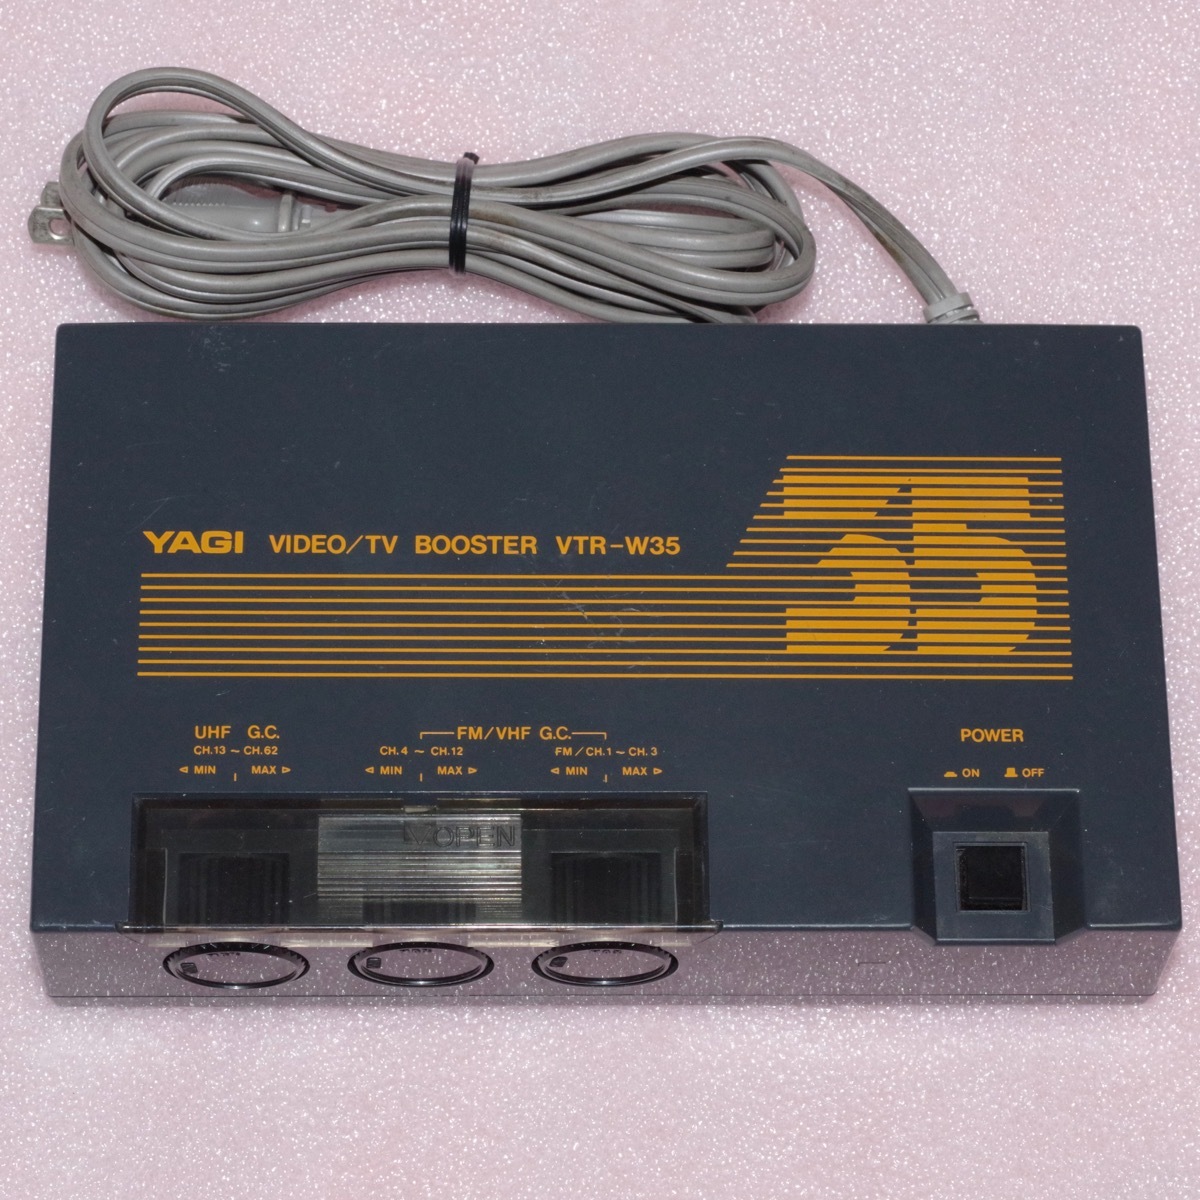 YAGI VIDEO/TV BOOSTER VTR-W35
35
UHF G.C.
CH.13 ~ CH.62
MIN MAX
FM/VHF G.C.
CH.4 ~ CH.12
MIN MAX
FM/CH.1 ~ CH.3
MIN MAX
POWER
ON OFF
OPEN